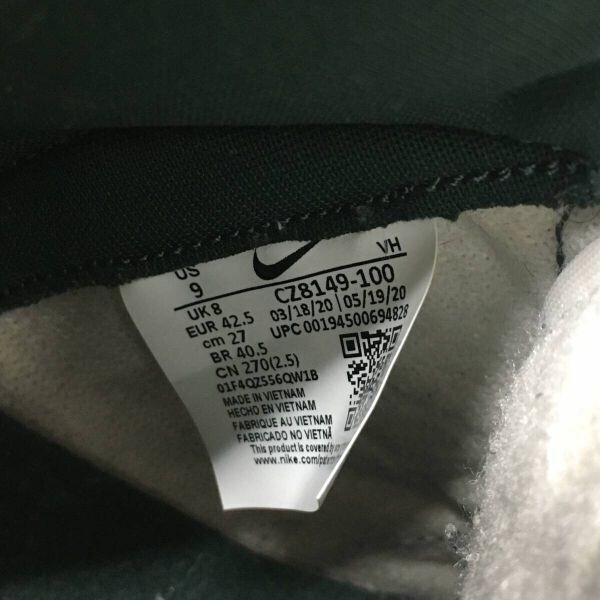 US VH
9 CZ8149-100
UK 8 03/18/20 | 05/19/20
EUR 42.5 UPC 00194500694828
cm 27
BR 40.5
CN 270(2.5)
01F4QZ556QW1B
MADE IN VIETNAM
HECHO EN VIETNAM
FABRIQUE AU VIETNAM
FABRICADO NO VIETNÃ
This product is covered by
www.nike.com/